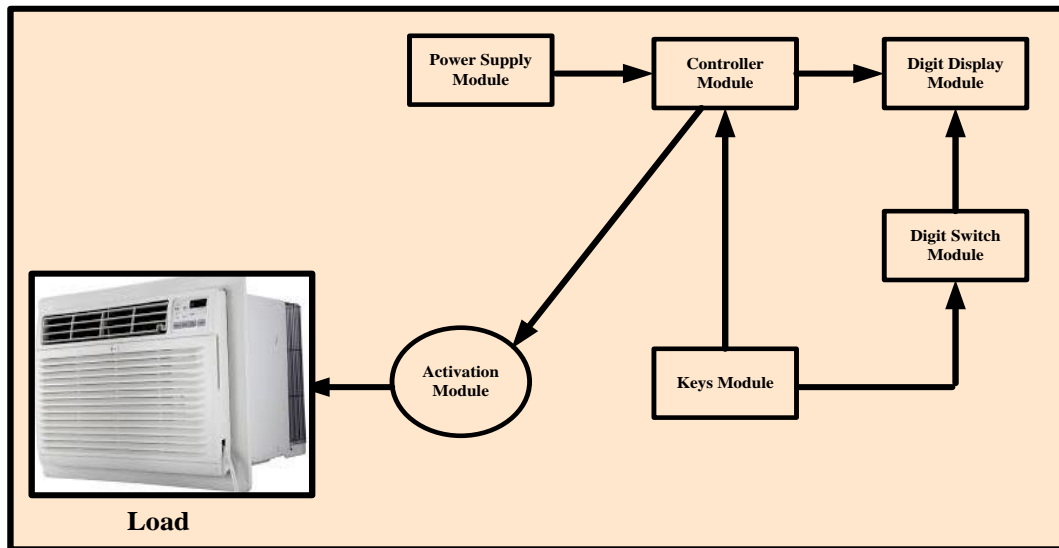 Power Supply
Module
Controller
Module
Digit Display
Module
Digit Switch
Module
Activation
Module
Keys Module
Load